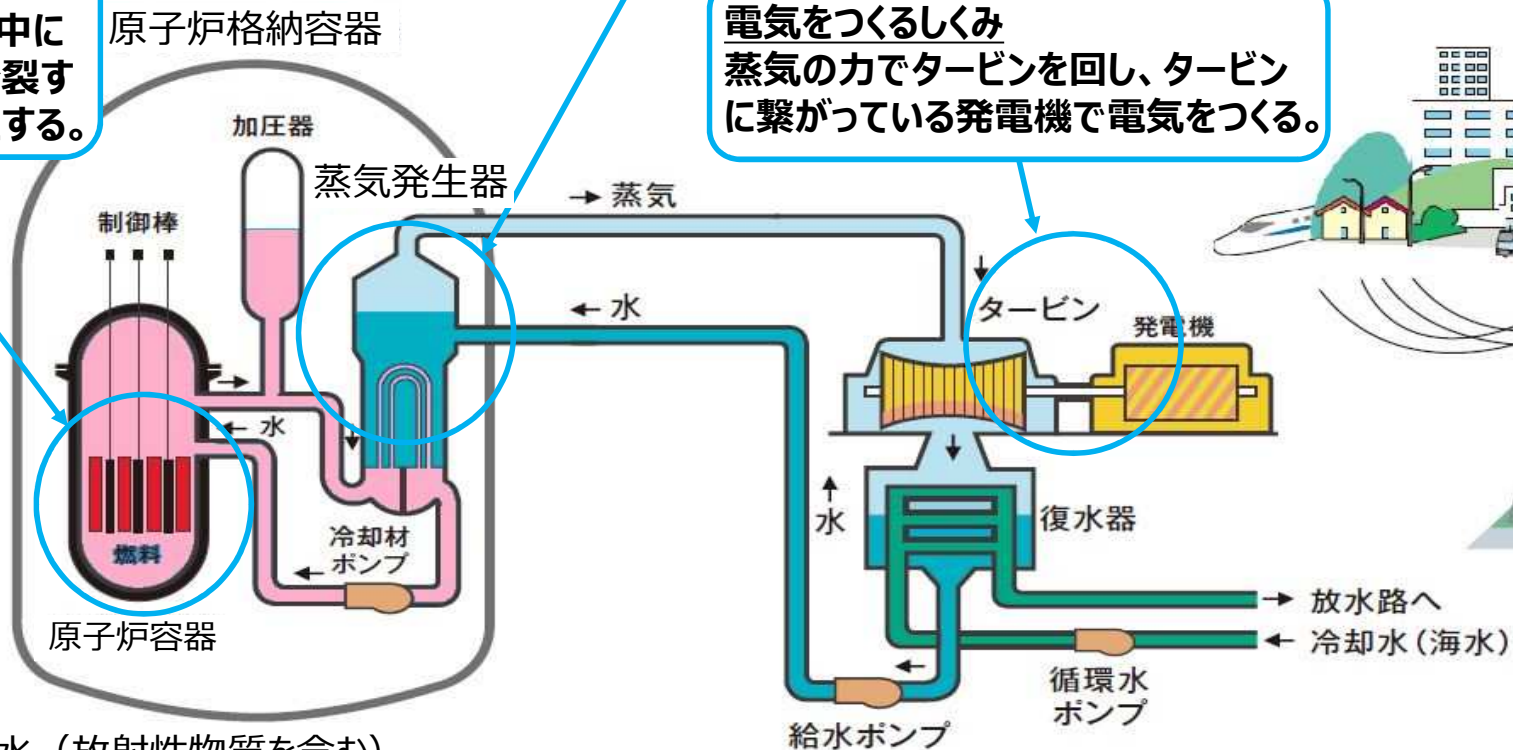 中に
裂す
する。
原子炉格納容器
電気をつくるしくみ
蒸気の力でタービンを回し、タービン
に繋がっている発電機で電気をつくる。
加圧器
蒸気発生器
→ 蒸気
制御棒
← 水
タービン
発電機
← 水
水
復水器
冷却材
ポンプ
燃料
原子炉容器
→ 放水路へ
← 冷却水(海水)
循環水
ポンプ
給水ポンプ
水(放射性物質を含む)